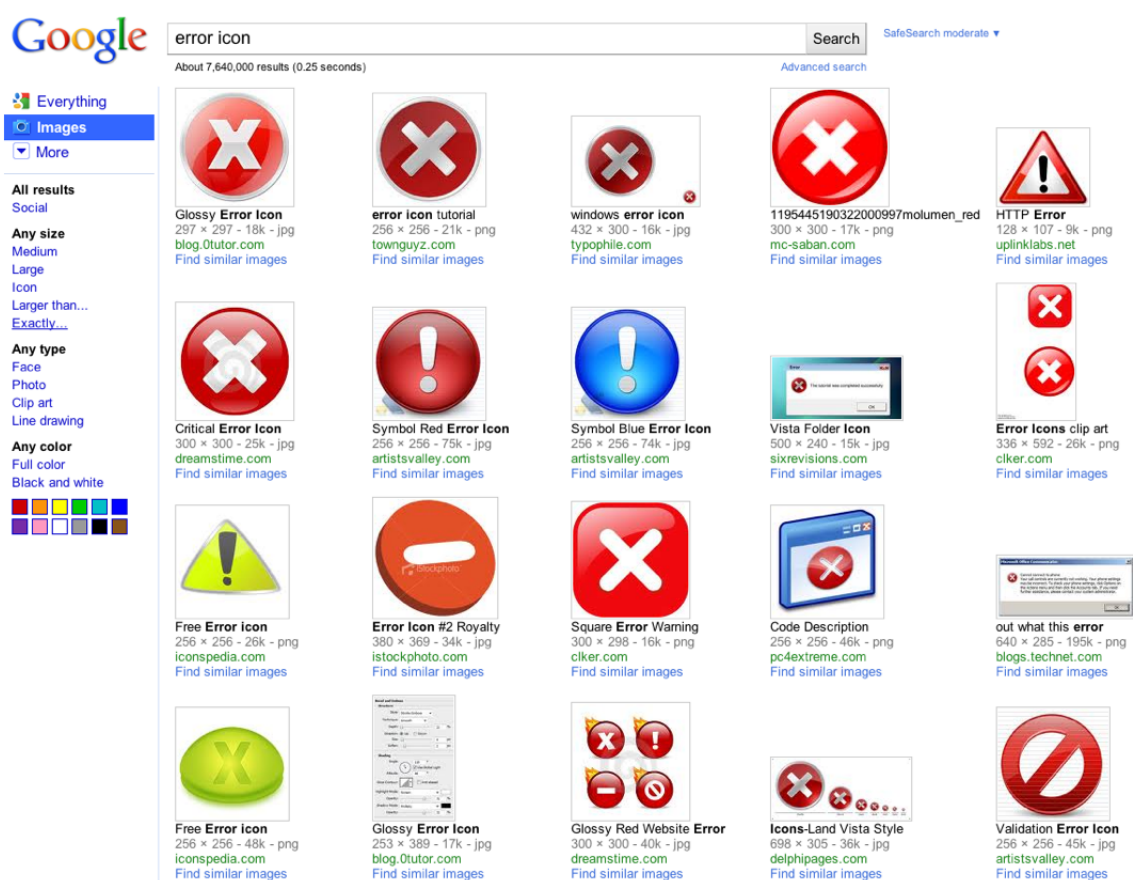 Google
error icon
Search
SafeSearch moderate ▼
About 7,640,000 results (0.25 seconds)
Advanced search
Everything
Images
More
All results
Social
Any size
Medium
Large
Icon
Larger than...
Exactly...
Any type
Face
Photo
Clip art
Line drawing
Any color
Full color
Black and white
Glossy Error Icon
297 × 297 - 18k - jpg
blog.0tutor.com
Find similar images
error icon tutorial
256 × 256 - 21k - png
townguyz.com
Find similar images
windows error icon
432 × 300 - 16k - jpg
typophile.com
Find similar images
1195445190322000997molumen_red
300 × 300 - 17k - png
mc-saban.com
Find similar images
HTTP Error
128 × 107 - 9k - png
uplinklabs.net
Find similar images
Critical Error Icon
300 × 300 - 25k - jpg
dreamstime.com
Find similar images
Symbol Red Error Icon
256 × 256 - 75k - jpg
artistsvalley.com
Find similar images
Symbol Blue Error Icon
256 × 256 - 74k - jpg
artistsvalley.com
Find similar images
Error
The tutorial was completed successfully.
OK
Vista Folder Icon
500 × 240 - 15k - jpg
sixrevisions.com
Find similar images
Error Icons clip art
336 × 592 - 26k - png
clker.com
Find similar images
Free Error icon
256 × 256 - 26k - png
iconspedia.com
Find similar images
iStockphoto
Error Icon #2 Royalty
380 × 369 - 34k - jpg
istockphoto.com
Find similar images
Square Error Warning
300 × 298 - 16k - png
clker.com
Find similar images
Code Description
256 × 256 - 46k - png
pc4extreme.com
Find similar images
out what this error
640 × 285 - 195k - png
blogs.technet.com
Find similar images
Free Error icon
256 × 256 - 48k - png
iconspedia.com
Find similar images
Glossy Error Icon
253 × 389 - 17k - jpg
blog.0tutor.com
Find similar images
Glossy Red Website Error
300 × 300 - 40k - jpg
dreamstime.com
Find similar images
Icons-Land Vista Style
698 × 305 - 36k - jpg
delphipages.com
Find similar images
Validation Error Icon
256 × 256 - 45k - jpg
artistsvalley.com
Find similar images